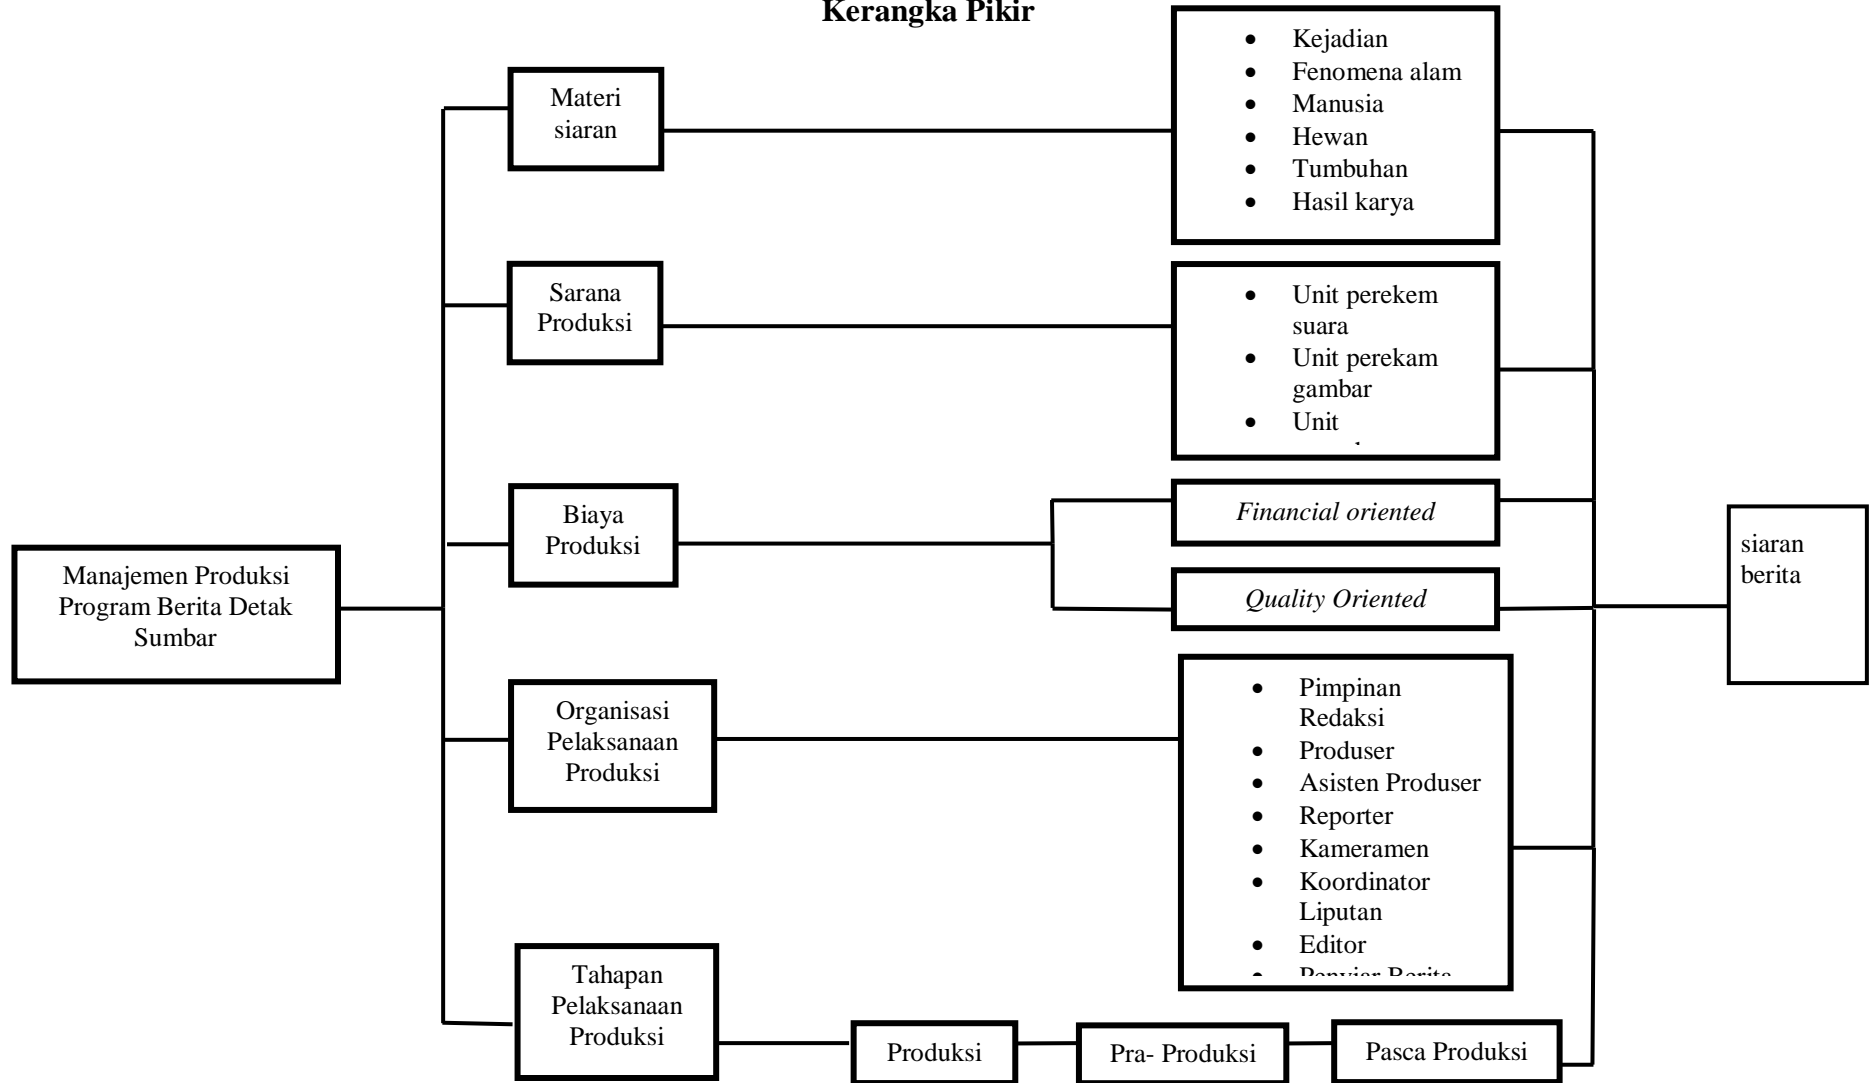 Kerangka Pikir
Manajemen Produksi
Program Berita Detak
Sumbar
Materi
siaran
• Kejadian
• Fenomena alam
• Manusia
• Hewan
• Tumbuhan
• Hasil karya
Sarana
Produksi
• Unit perekem
suara
• Unit perekam
gambar
• Unit
Biaya
Produksi
Financial oriented
Quality Oriented
Organisasi
Pelaksanaan
Produksi
• Pimpinan
Redaksi
• Produser
• Asisten Produser
• Reporter
• Kameramen
• Koordinator
Liputan
• Editor
• Penyiar Berita
Tahapan
Pelaksanaan
Produksi
Produksi
Pra- Produksi
Pasca Produksi
siaran
berita